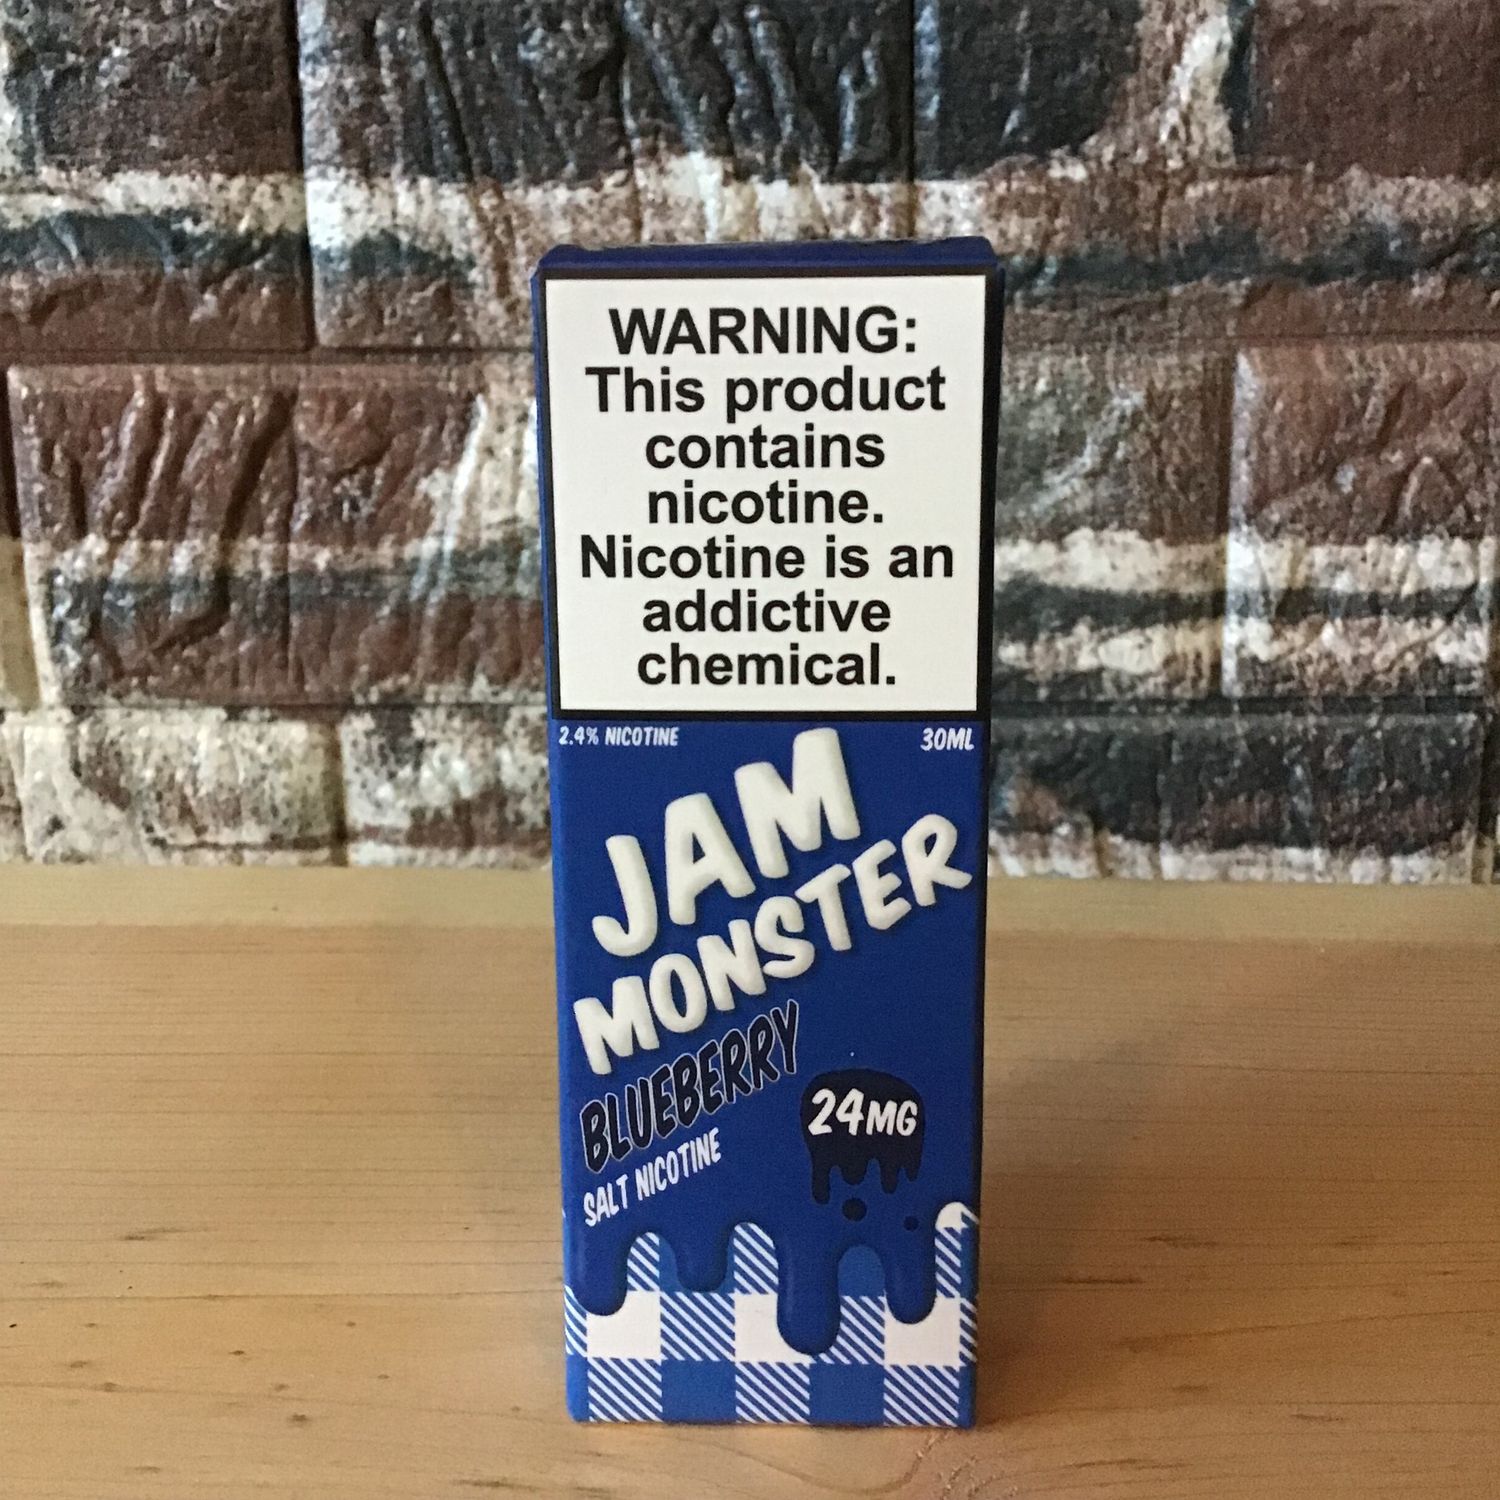 WARNING:
This product
contains
nicotine.
Nicotine is an
addictive
chemical.
2.4% NICOTINE
30ML
JAM
MONSTER
BLUEBERRY
SALT NICOTINE
24MG